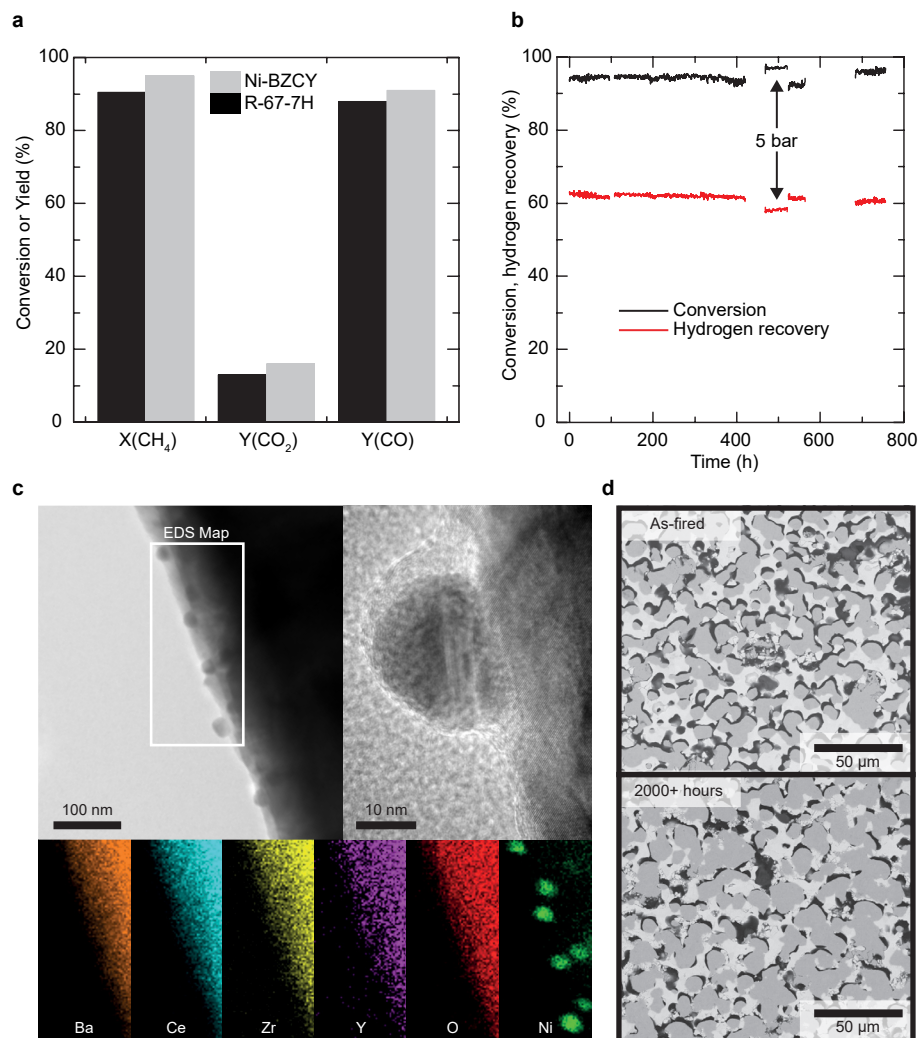 a
Conversion or Yield (%)
100
80
60
40
20
0
Ni-BZCY
R-67-7H
X(CH₄)
Y(CO₂)
Y(CO)
b
Conversion, hydrogen recovery (%)
100
80
60
40
20
0
5 bar
Conversion
Hydrogen recovery
0
200
400
600
800
Time (h)
c
EDS Map
100 nm
10 nm
Ba
Ce
Zr
Y
O
Ni
d
As-fired
50 µm
2000+ hours
50 µm